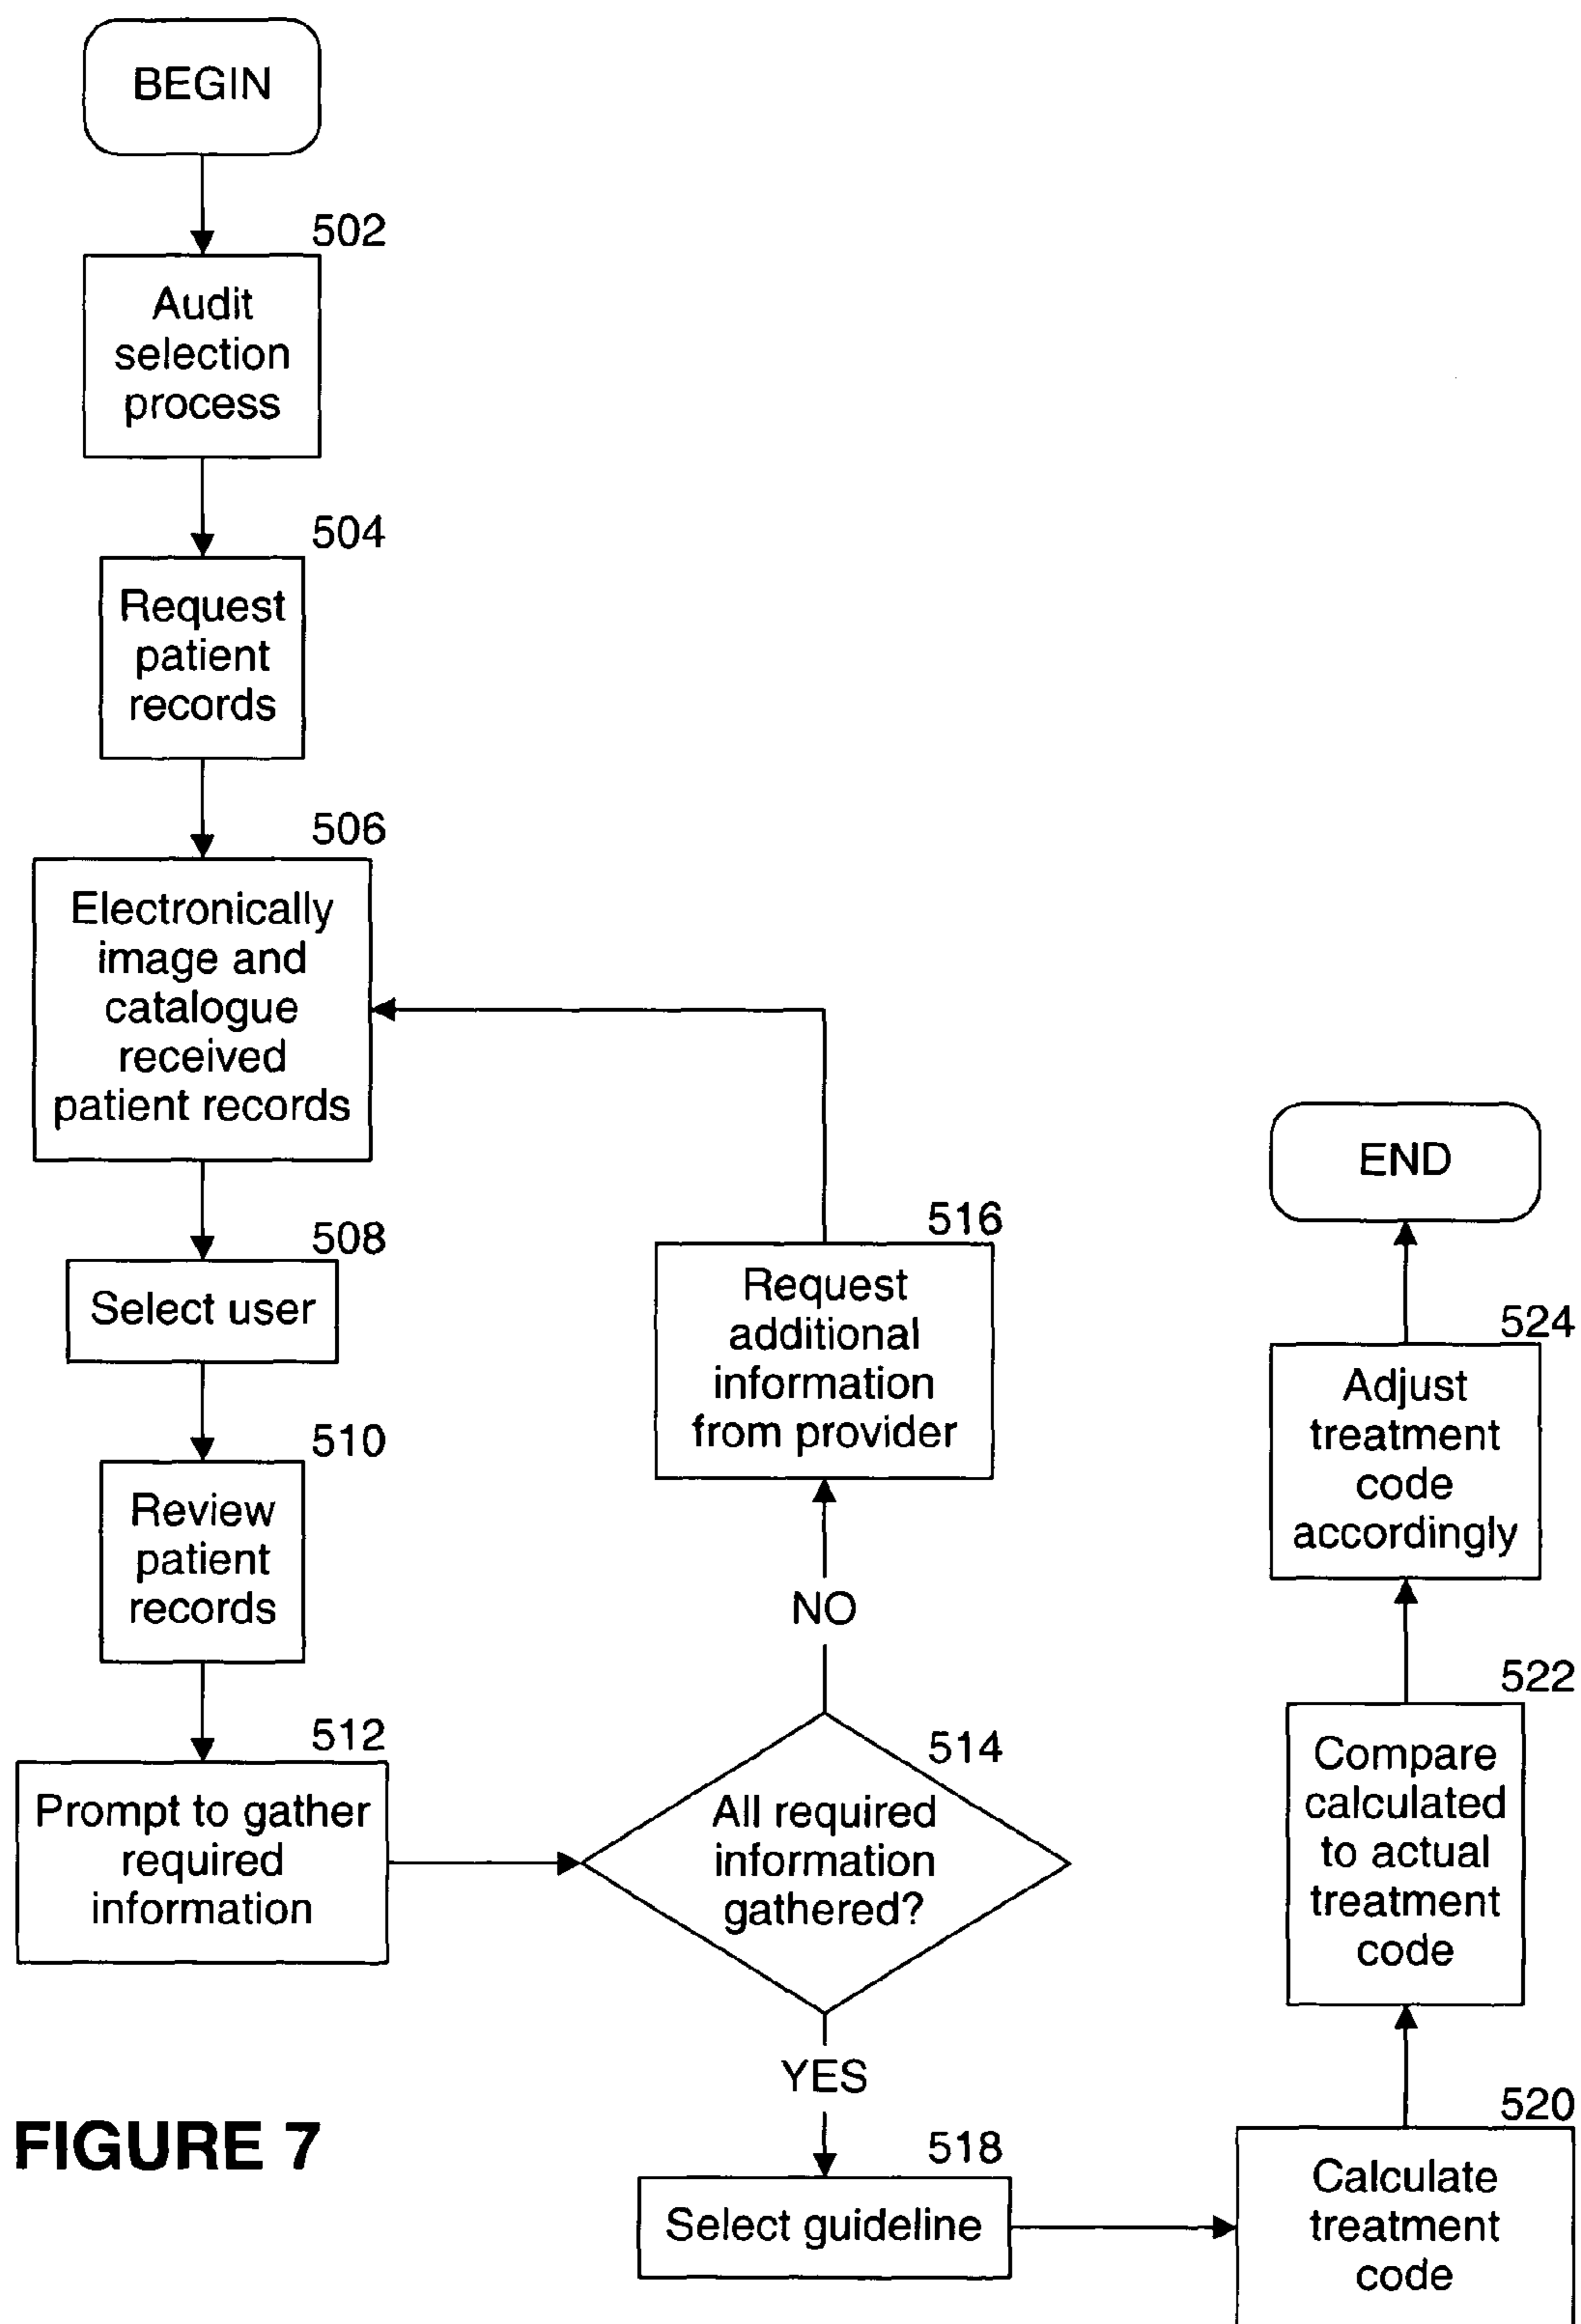 BEGIN
502
Audit
selection
process
504
Request
patient
records
506
Electronically
image and
catalogue
received
patient records
508
Select user
510
Review
patient
records
512
Prompt to gather
required
information
514
All required
information
gathered?
NO
516
Request
additional
information
from provider
YES
518
Select guideline
520
Calculate
treatment
code
522
Compare
calculated
to actual
treatment
code
524
Adjust
treatment
code
accordingly
END
FIGURE 7